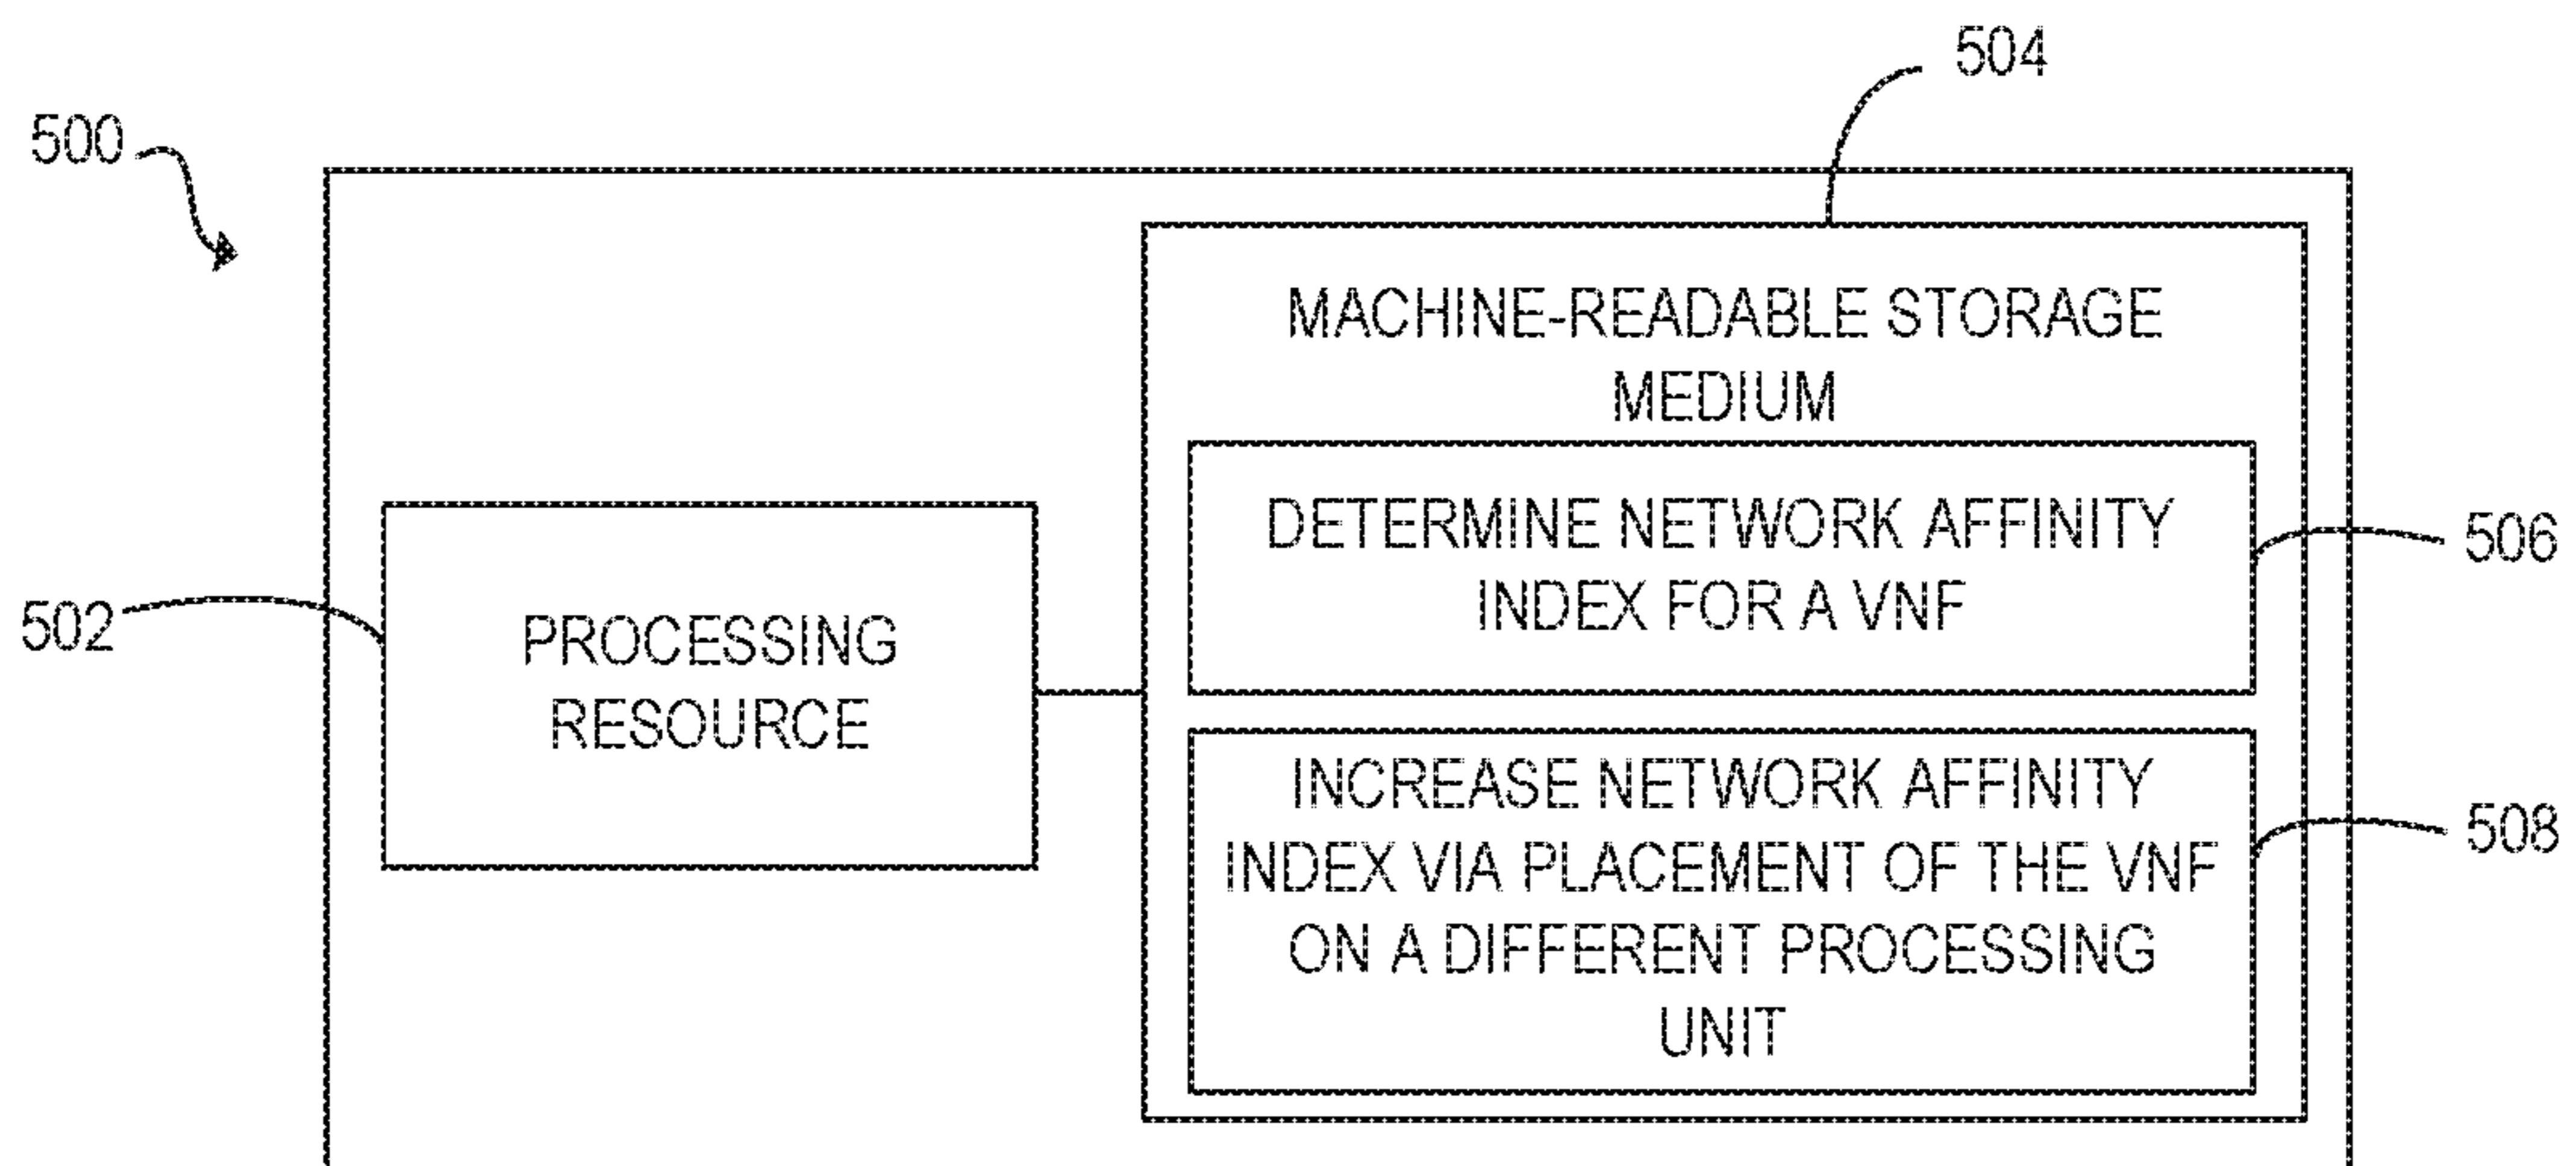 504
500
MACHINE-READABLE STORAGE
MEDIUM
DETERMINE NETWORK AFFINITY
INDEX FOR A VNF
506
502
PROCESSING
RESOURCE
INCREASE NETWORK AFFINITY
INDEX VIA PLACEMENT OF THE VNF
ON A DIFFERENT PROCESSING
UNIT
508